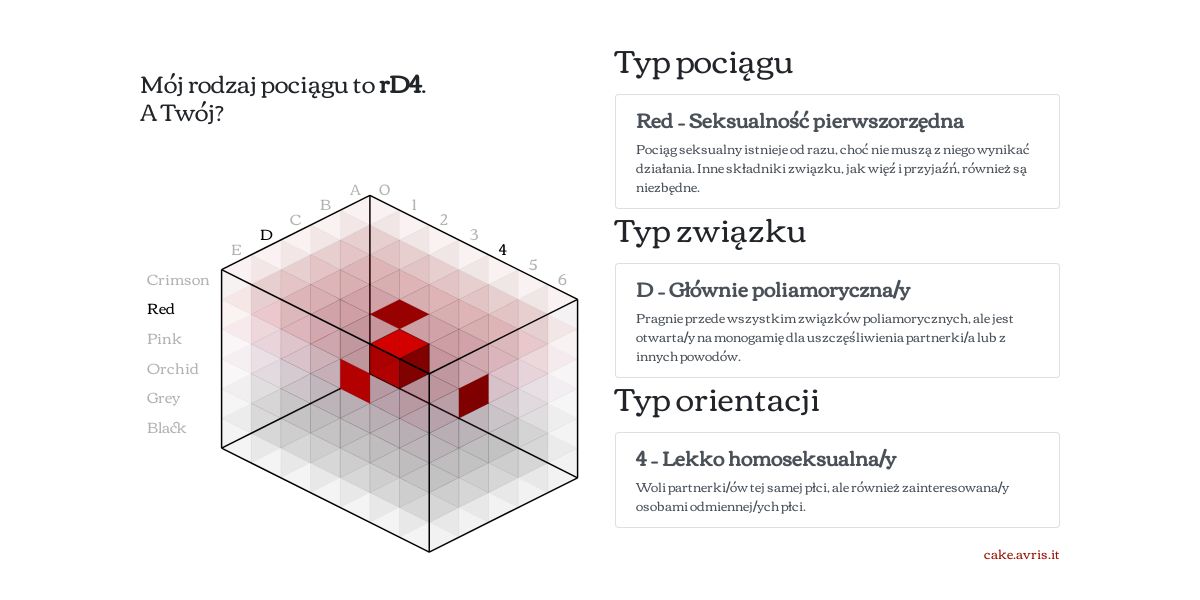 Mój rodzaj pociągu to rD4.
A Twój?
A
O
B
1
C
2
D
3
E
4
5
6
Crimson
Red
Pink
Orchid
Grey
Black
Typ pociągu
Red – Seksualność pierwszorzędna
Pociąg seksualny istnieje od razu, choć nie muszą z niego wynikać
działania. Inne składniki związku, jak więź i przyjaźń, również są
niezbędne.
Typ związku
D – Głównie poliamoryczna/y
Pragnie przede wszystkim związków poliamorycznych, ale jest
otwarta/y na monogamię dla uszczęśliwienia partnerki/a lub z
innych powodów.
Typ orientacji
4 – Lekko homoseksualna/y
Woli partnerki/ów tej samej płci, ale również zainteresowana/y
osobami odmiennej/ych płci.
cake.avris.it